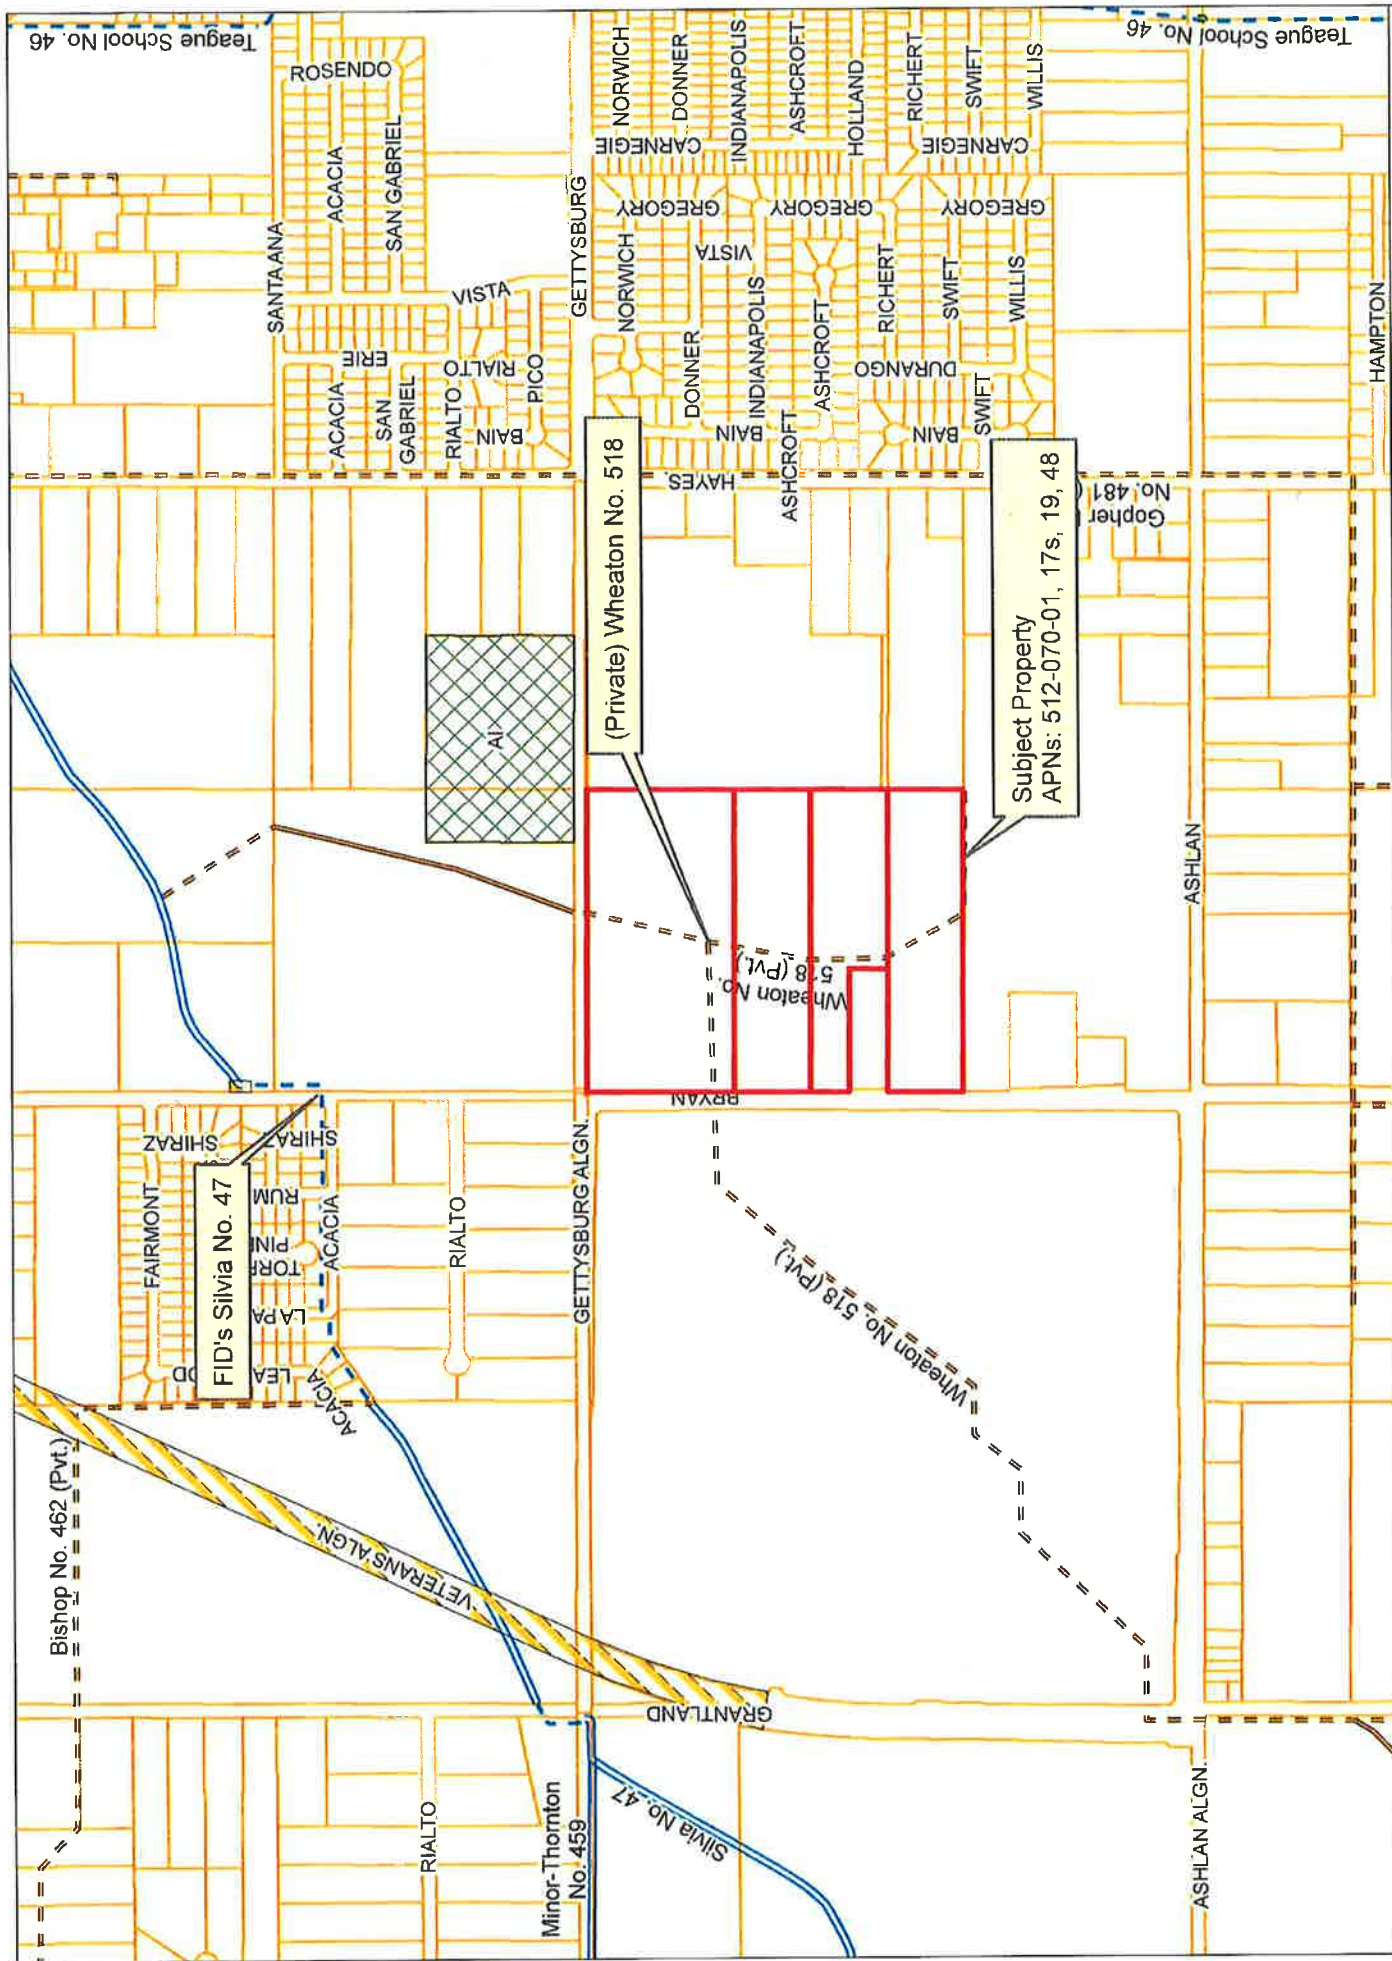 Teague School No. 46
ROSENDO
ACACIA
SAN GABRIEL
SANTA ANA
VISTA
ERIE
RIALTO
PICO
BAIN
ACACIA
SAN
GABRIEL
RIALTO
GETTYSBURG
Teague School No. 46
NORWICH
DONNER
INDIANAPOLIS
ASHCROFT
HOLLAND
RICHERT
SWIFT
WILLIS
CARNEGIE
CARNEGIE
GREGORY
GREGORY
GREGORY
NORWICH
VISTA
DONNER
INDIANAPOLIS
ASHCROFT
RICHERT
SWIFT
WILLIS
DURANGO
SWIFT
BAIN
BAIN
HAYES
ASHCROFT
HAMPTON
Gopher
No. 481
(Private) Wheaton No. 518
Subject Property
APNs: 512-070-01, 17s, 19, 48
AI
ASHLAN
Wheaton No.
518 (Pvt.)
BRYAN
SHIRAZ
SHIRAZ
FAIRMONT
FID's Silvia No. 47
RUM
PINI
LA PA
LEA
OD
ACACIA
ACACIA
RIALTO
GETTYSBURG ALGN.
Wheaton No. 518 (Pvt.)
Bishop No. 462 (Pvt.)
VETERANS ALGN.
GRANTLAND
RIALTO
Minor-Thornton
No. 459
Silvia No. 47
ASHLAN ALGN.